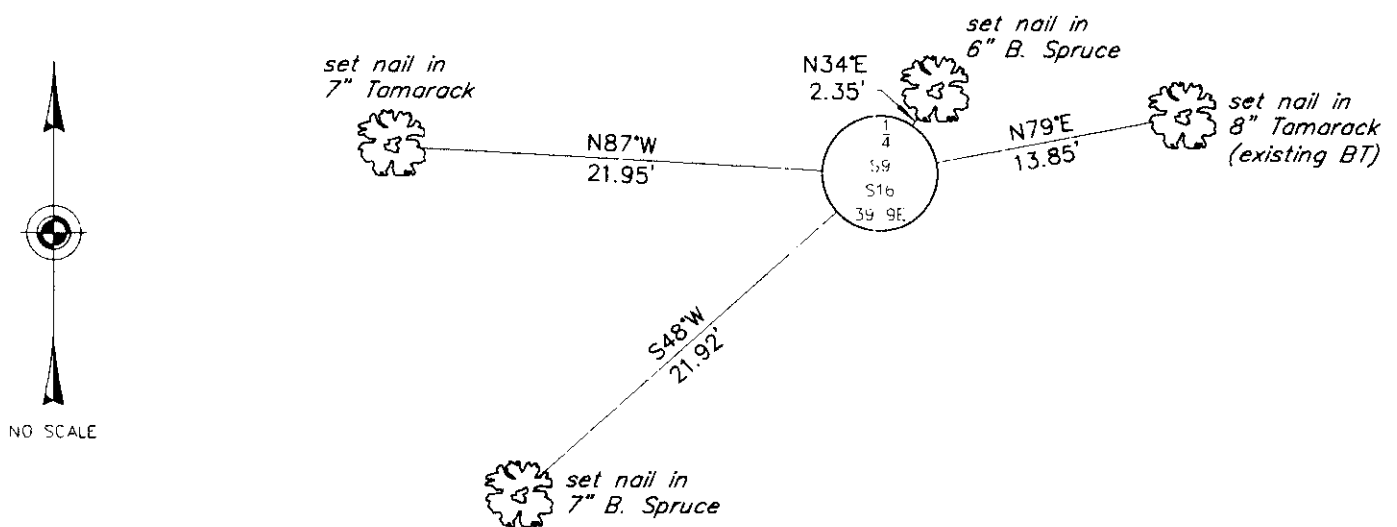 set nail in
6" B. Spruce
set nail in
7" Tamarack
N34°E
2.35'
set nail in
8" Tamarack
(existing BT)
N79°E
13.85'
N87°W
21.95'
1
4
S9
S16
39 9E
S48°W
21.92'
NO SCALE
set nail in
7" B. Spruce